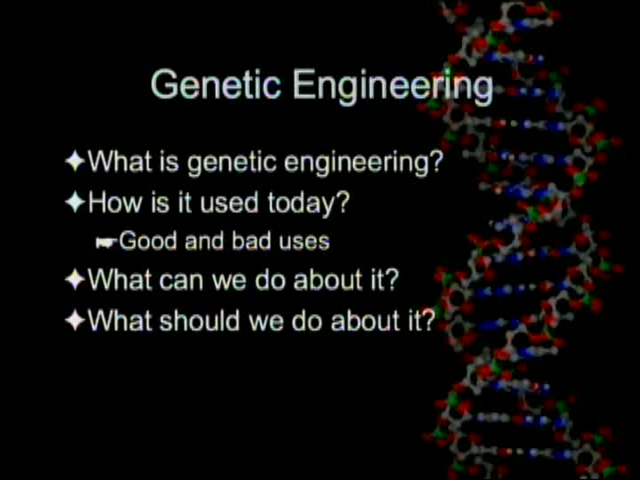 Genetic Engineering
What is genetic engineering?
How is it used today?
Good and bad uses
What can we do about it?
What should we do about it?